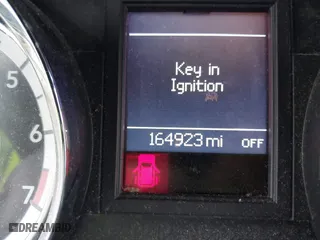 Key in
Ignition
164923 mi OFF
5
6
7
DREAMBID